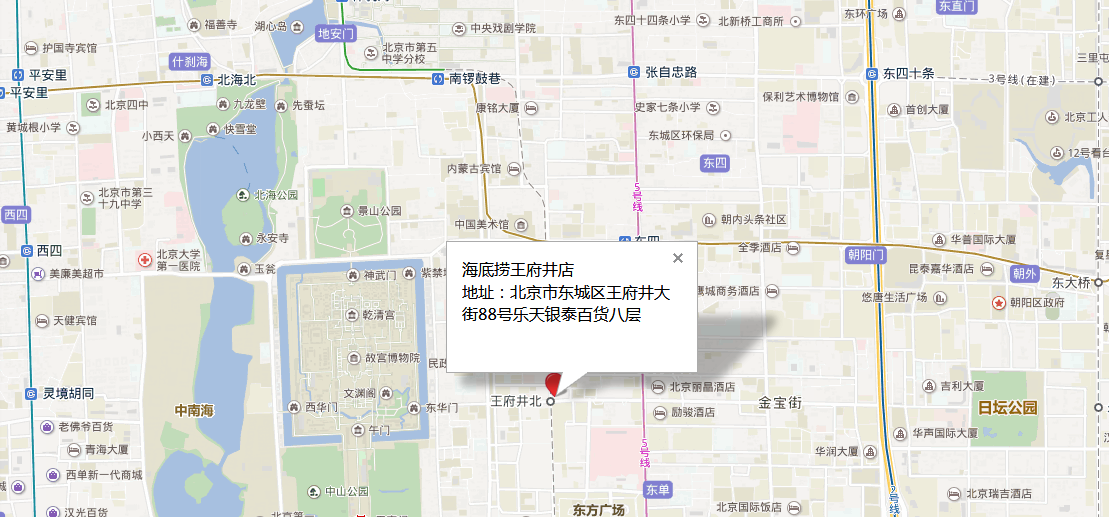 福善寺
湖心岛
地安门
中央戏剧学院
东四十四条小学
北新桥工商所
东环广场
东直门
护国寺宾馆
什刹海
北京市第五
中学分校
三里屯
平安里
北海北
南锣鼓巷
张自忠路
东四十条
3号线(在建)
平安里
北京四中
九龙壁
先蚕坛
康铭大厦
史家七条小学
保利艺术博物馆
首创大厦
北京工人
黄城根小学
小西天
快雪堂
东城区环保局
12号看台
东四
内蒙古宾馆
5号线
北京市第三
十九中学
北海公园
景山公园
西四
中国美术馆
朝内头条社区
永安寺
西四
东四
全季酒店
朝阳门
华普国际大厦
北京大学
第一医院
玉瓮
神武门
紫禁城
美廉美超市
海底捞王府井店
地址：北京市东城区王府井大
街88号乐天银泰百货八层
鹰城商务酒店
昆泰嘉华酒店
朝外
东大桥
悠唐生活广场
朝阳区政府
天健宾馆
乾清宫
故宫博物院
民政
灵境胡同
文渊阁
王府井北
北京丽晶酒店
吉利大厦
中南海
西华门
东华门
励骏酒店
金宝街
日坛公园
老佛爷百货
午门
华声国际大厦
青海大厦
5号线
华润大厦
西单新一代商城
中山公园
东单
2号线
北京瑞吉酒店
汉光百货
东方广场
北京国际饭店